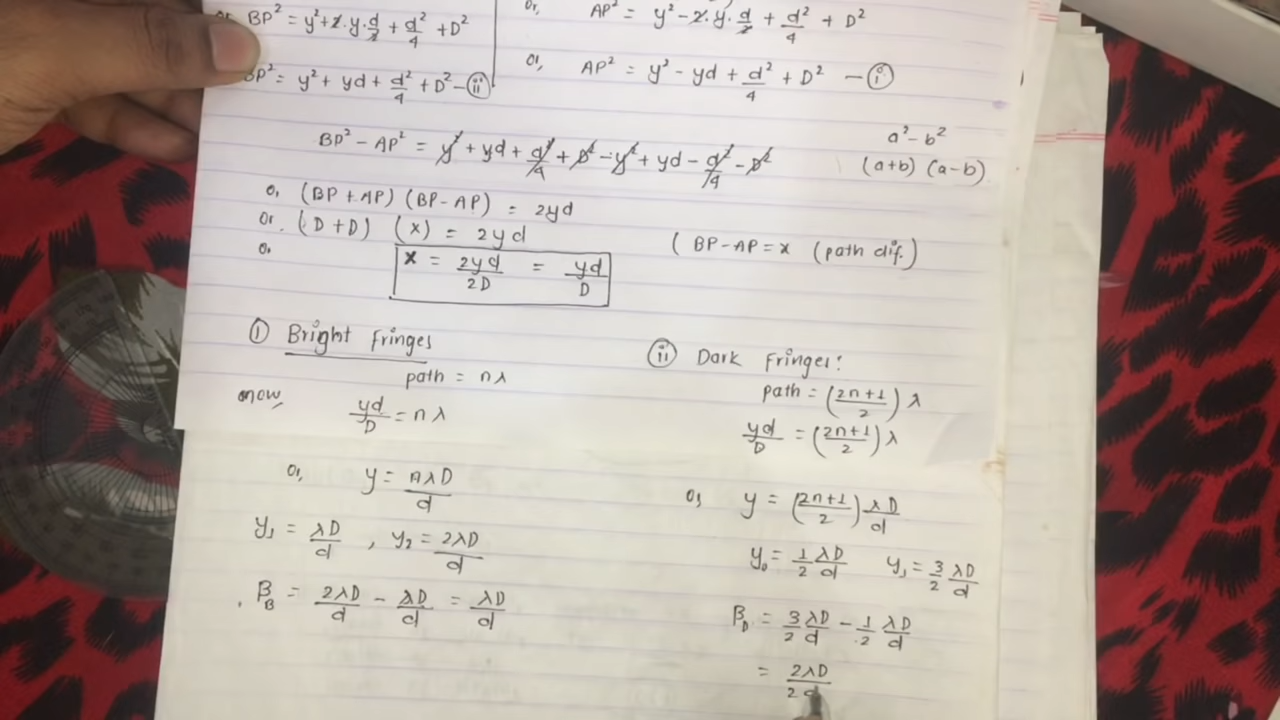 Or, BP² = y² + 2.y.d/2 + d²/4 + D²
BP² = y² + yd + d²/4 + D² — (ii)
Or, AP² = y² - 2.y.d/2 + d²/4 + D²
Or, AP² = y² - yd + d²/4 + D² — (i)
a² - b²
(a+b) (a-b)
BP² - AP² = y² + yd + d²/4 + D² - y² + yd - d²/4 - D²
o, (BP + AP) (BP - AP) = 2yd
Or. (D + D) (x) = 2yd
( BP - AP = x (path dif.)
o. x = 2yd/2D = yd/D
(i) Bright Fringes
path = nλ
now, yd/D = nλ
Or, y = nλD/d
y₁ = λD/d , y₂ = 2λD/d
β_B = 2λD/d - λD/d = λD/d
(ii) Dark Fringes:
path = (2n+1/2) λ
yd/D = (2n+1/2) λ
Or, y = (2n+1/2) λD/d
y₀ = 1/2 λD/d y₁ = 3/2 λD/d
β_D = 3/2 λD/d - 1/2 λD/d
= 2λD/2d